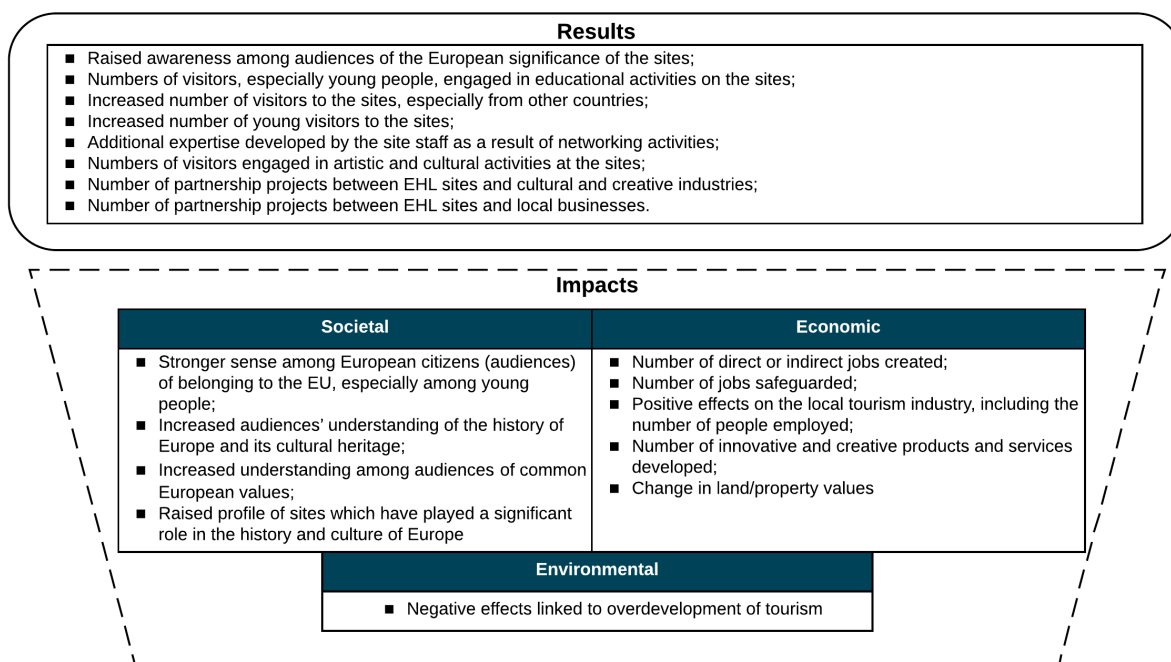 Results
■ Raised awareness among audiences of the European significance of the sites;
■ Numbers of visitors, especially young people, engaged in educational activities on the sites;
■ Increased number of visitors to the sites, especially from other countries;
■ Increased number of young visitors to the sites;
■ Additional expertise developed by the site staff as a result of networking activities;
■ Numbers of visitors engaged in artistic and cultural activities at the sites;
■ Number of partnership projects between EHL sites and cultural and creative industries;
■ Number of partnership projects between EHL sites and local businesses.
Impacts
Societal
■ Stronger sense among European citizens (audiences)
of belonging to the EU, especially among young
people;
■ Increased audiences’ understanding of the history of
Europe and its cultural heritage;
■ Increased understanding among audiences of common
European values;
■ Raised profile of sites which have played a significant
role in the history and culture of Europe
Economic
■ Number of direct or indirect jobs created;
■ Number of jobs safeguarded;
■ Positive effects on the local tourism industry, including the
number of people employed;
■ Number of innovative and creative products and services
developed;
■ Change in land/property values
Environmental
■ Negative effects linked to overdevelopment of tourism